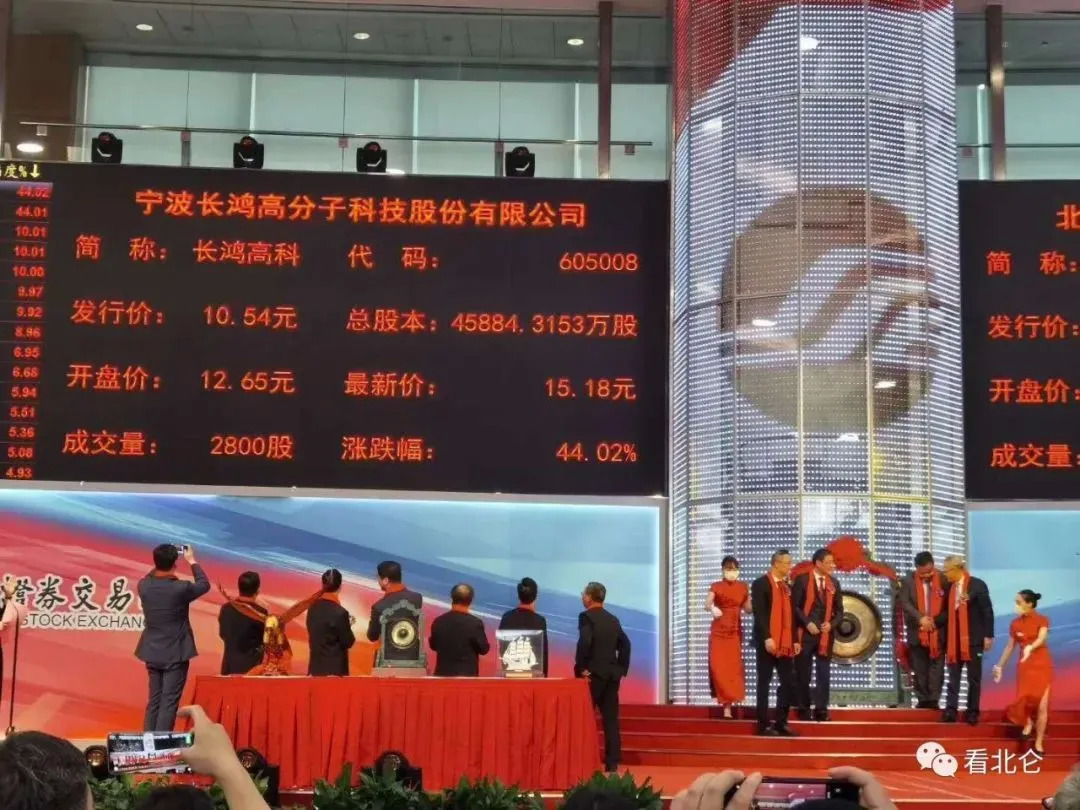 度%↓
44.02
44.01
10.01
10.01
10.00
9.97
9.92
8.96
6.95
6.68
5.94
5.51
5.36
5.08
4.93
宁波长鸿高分子科技股份有限公司
简 称： 长鸿高科 代 码： 605008
发行价： 10.54元 总股本：45884.3153万股
开盘价： 12.65元 最新价： 15.18元
成交量： 2800股 涨跌幅： 44.02%
北
简 称：
发行价：
开盘价：
成交量：
證券交易
STOCK EXCHAN
看北仑